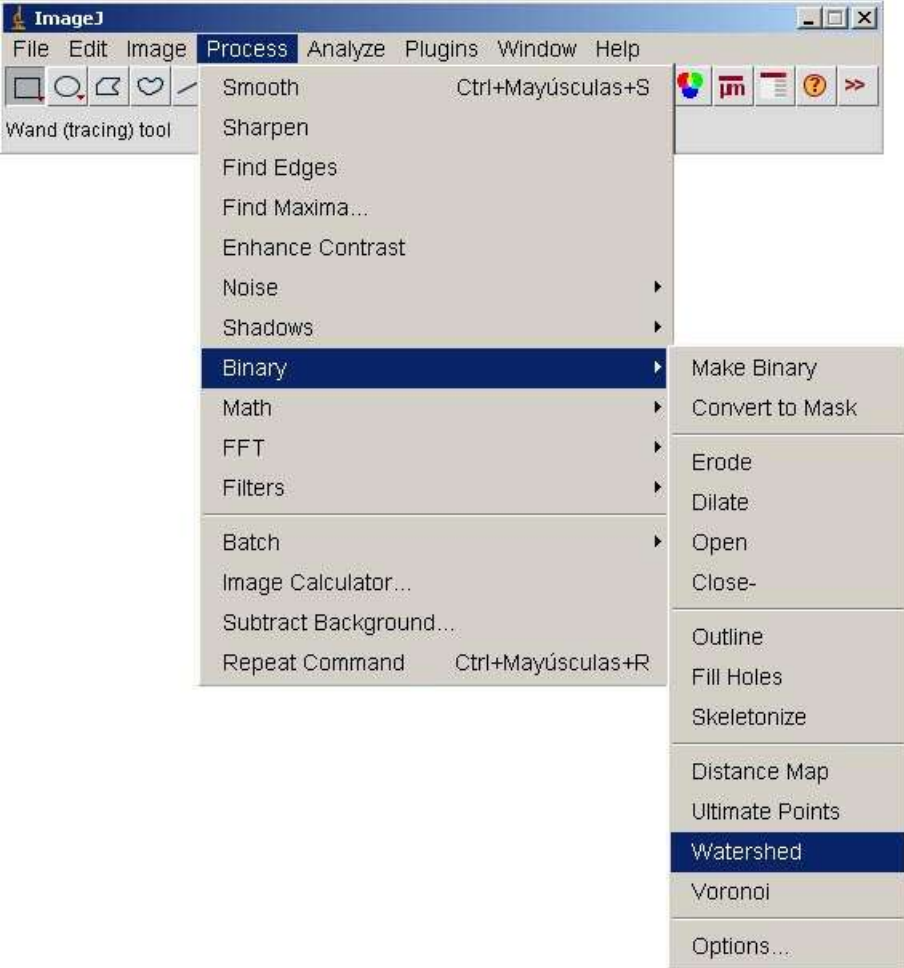 ImageJ
File Edit Image Process Analyze Plugins Window Help
µm >>
Wand (tracing) tool
Smooth Ctrl+Mayúsculas+S
Sharpen
Find Edges
Find Maxima...
Enhance Contrast
Noise
Shadows
Binary
Math
FFT
Filters
Batch
Image Calculator...
Subtract Background...
Repeat Command Ctrl+Mayúsculas+R
Make Binary
Convert to Mask
Erode
Dilate
Open
Close-
Outline
Fill Holes
Skeletonize
Distance Map
Ultimate Points
Watershed
Voronoi
Options...